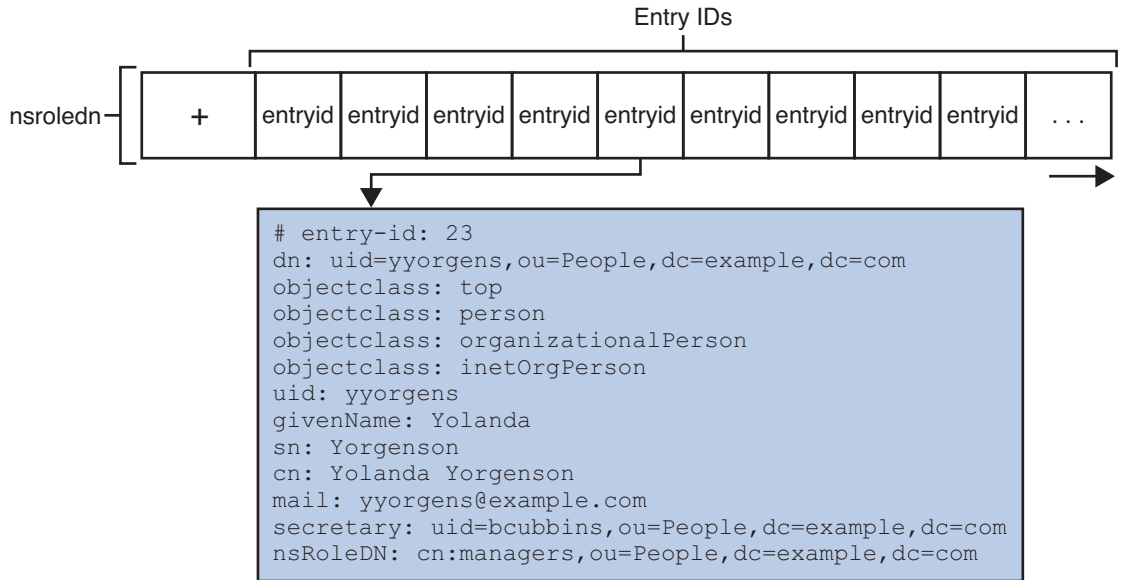 Entry IDs
nsroledn + entryid entryid entryid entryid entryid entryid entryid entryid entryid ...
# entry-id: 23
dn: uid=yyorgens,ou=People,dc=example,dc=com
objectclass: top
objectclass: person
objectclass: organizationalPerson
objectclass: inetOrgPerson
uid: yyorgens
givenName: Yolanda
sn: Yorgenson
cn: Yolanda Yorgenson
mail: yyorgens@example.com
secretary: uid=bcubbins,ou=People,dc=example,dc=com
nsRoleDN: cn:managers,ou=People,dc=example,dc=com